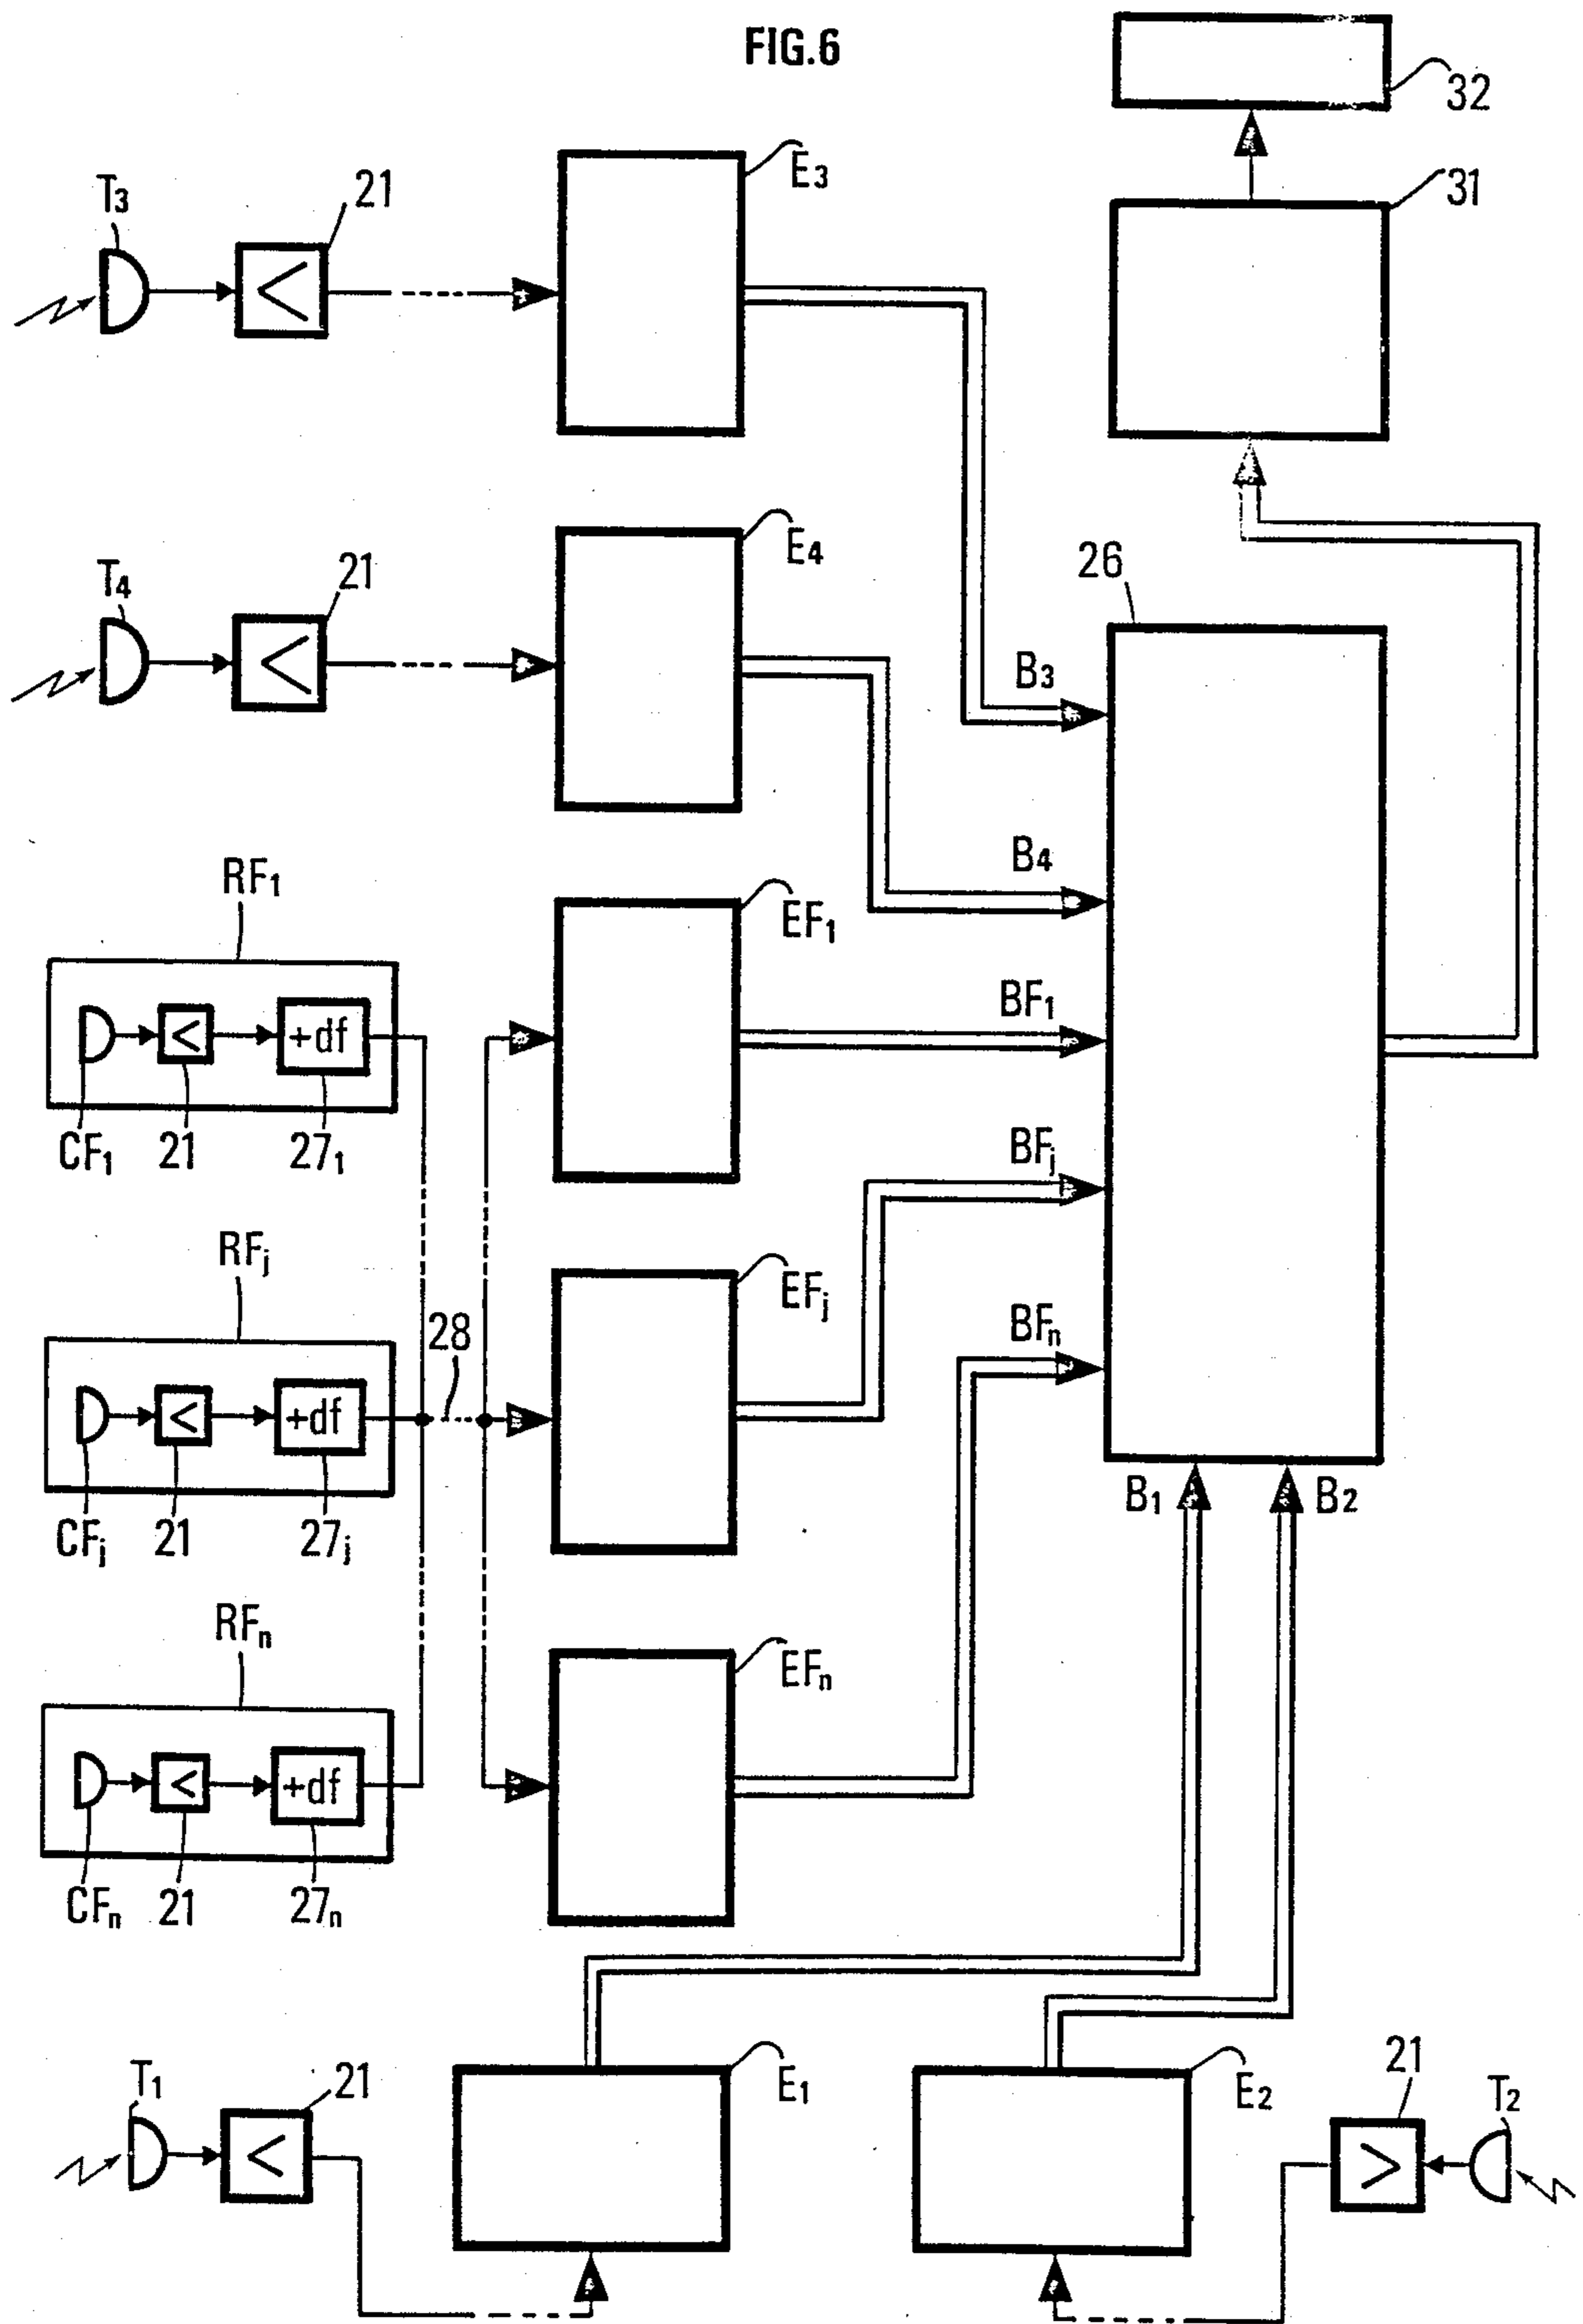 FIG.6
32
E3
31
T3
21
E4
21
T4
26
B3
B4
RF1
EF1
BF1
+df
<
CF1
21
271
BFj
RFj
EFj
28
BFn
+df
<
CFj
21
27j
B1
B2
RFn
EFn
+df
<
CFn
21
27n
T1
21
E1
E2
21
T2
<
>